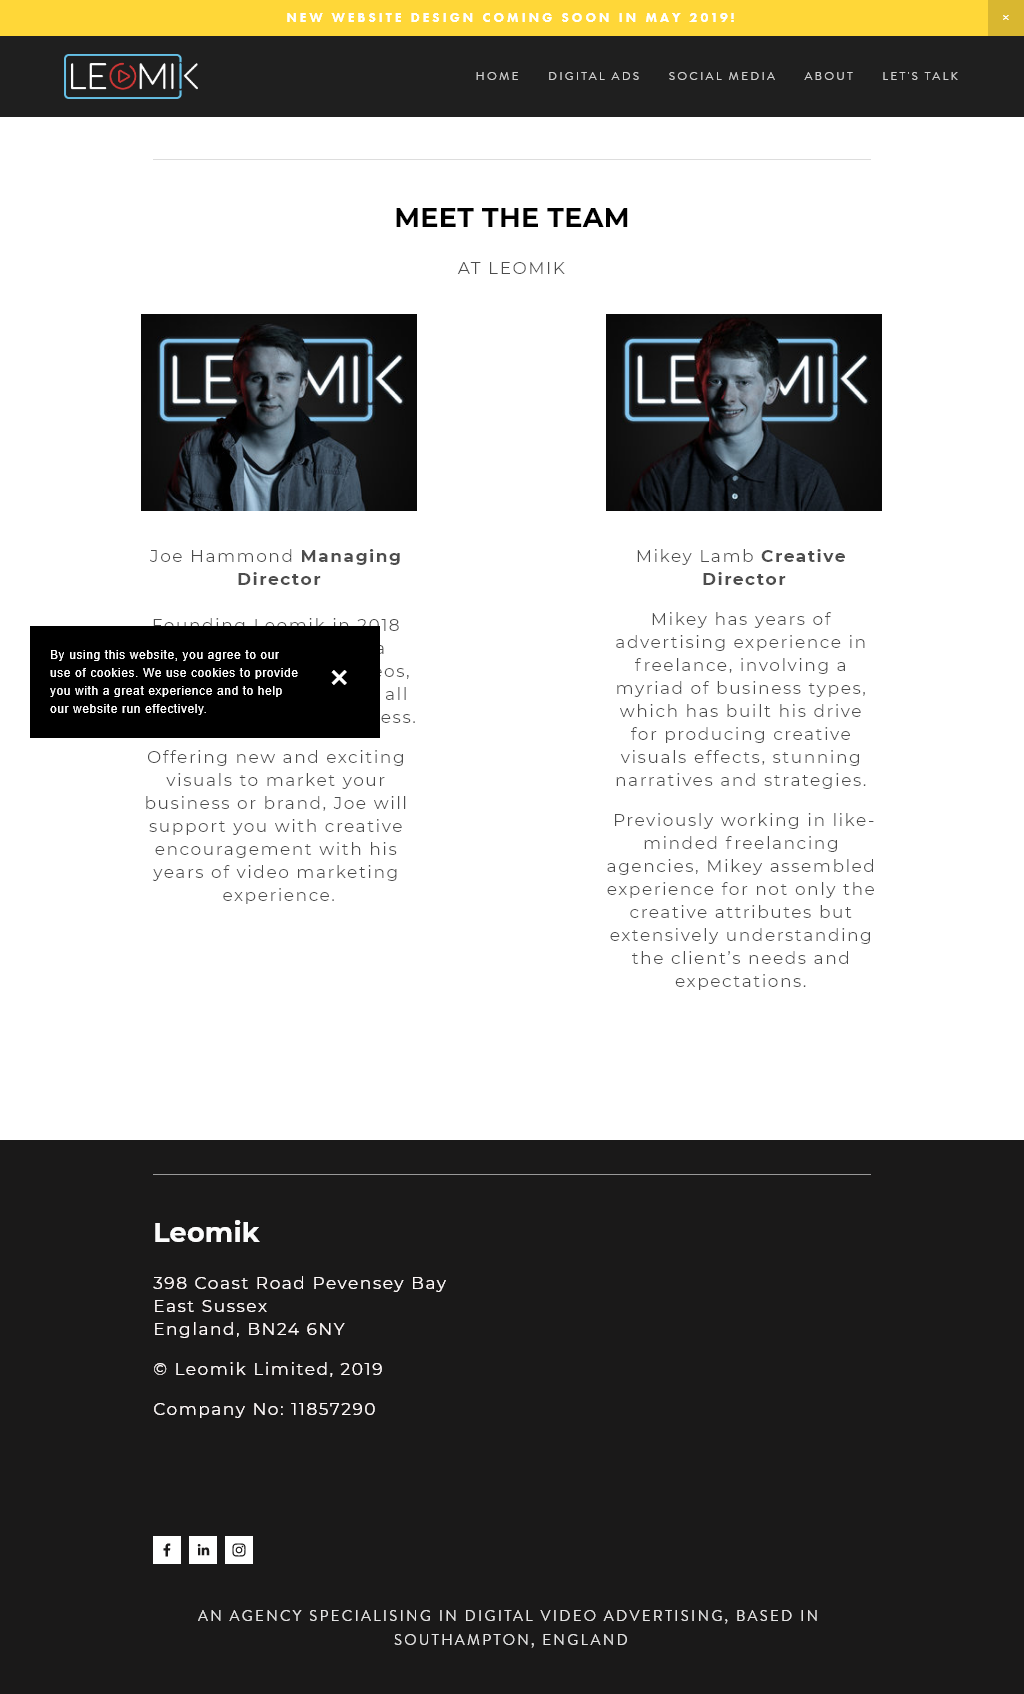 NEW WEBSITE DESIGN COMING SOON IN MAY 2019!
LEOMIK
HOME DIGITAL ADS SOCIAL MEDIA ABOUT LET'S TALK
MEET THE TEAM
AT LEOMIK
LEOMIK
Joe Hammond Managing
Director
Founding Leomik in 2018
a
all
Offering new and exciting
visuals to market your
business or brand, Joe will
support you with creative
encouragement with his
years of video marketing
experience.
LEOMIK
Mikey Lamb Creative
Director
Mikey has years of
advertising experience in
freelance, involving a
myriad of business types,
which has built his drive
for producing creative
visuals effects, stunning
narratives and strategies.
Previously working in like-
minded freelancing
agencies, Mikey assembled
experience for not only the
creative attributes but
extensively understanding
the client’s needs and
expectations.
By using this website, you agree to our
use of cookies. We use cookies to provide
you with a great experience and to help
our website run effectively.
Leomik
398 Coast Road Pevensey Bay
East Sussex
England, BN24 6NY
© Leomik Limited, 2019
Company No: 11857290
AN AGENCY SPECIALISING IN DIGITAL VIDEO ADVERTISING, BASED IN
SOUTHAMPTON, ENGLAND